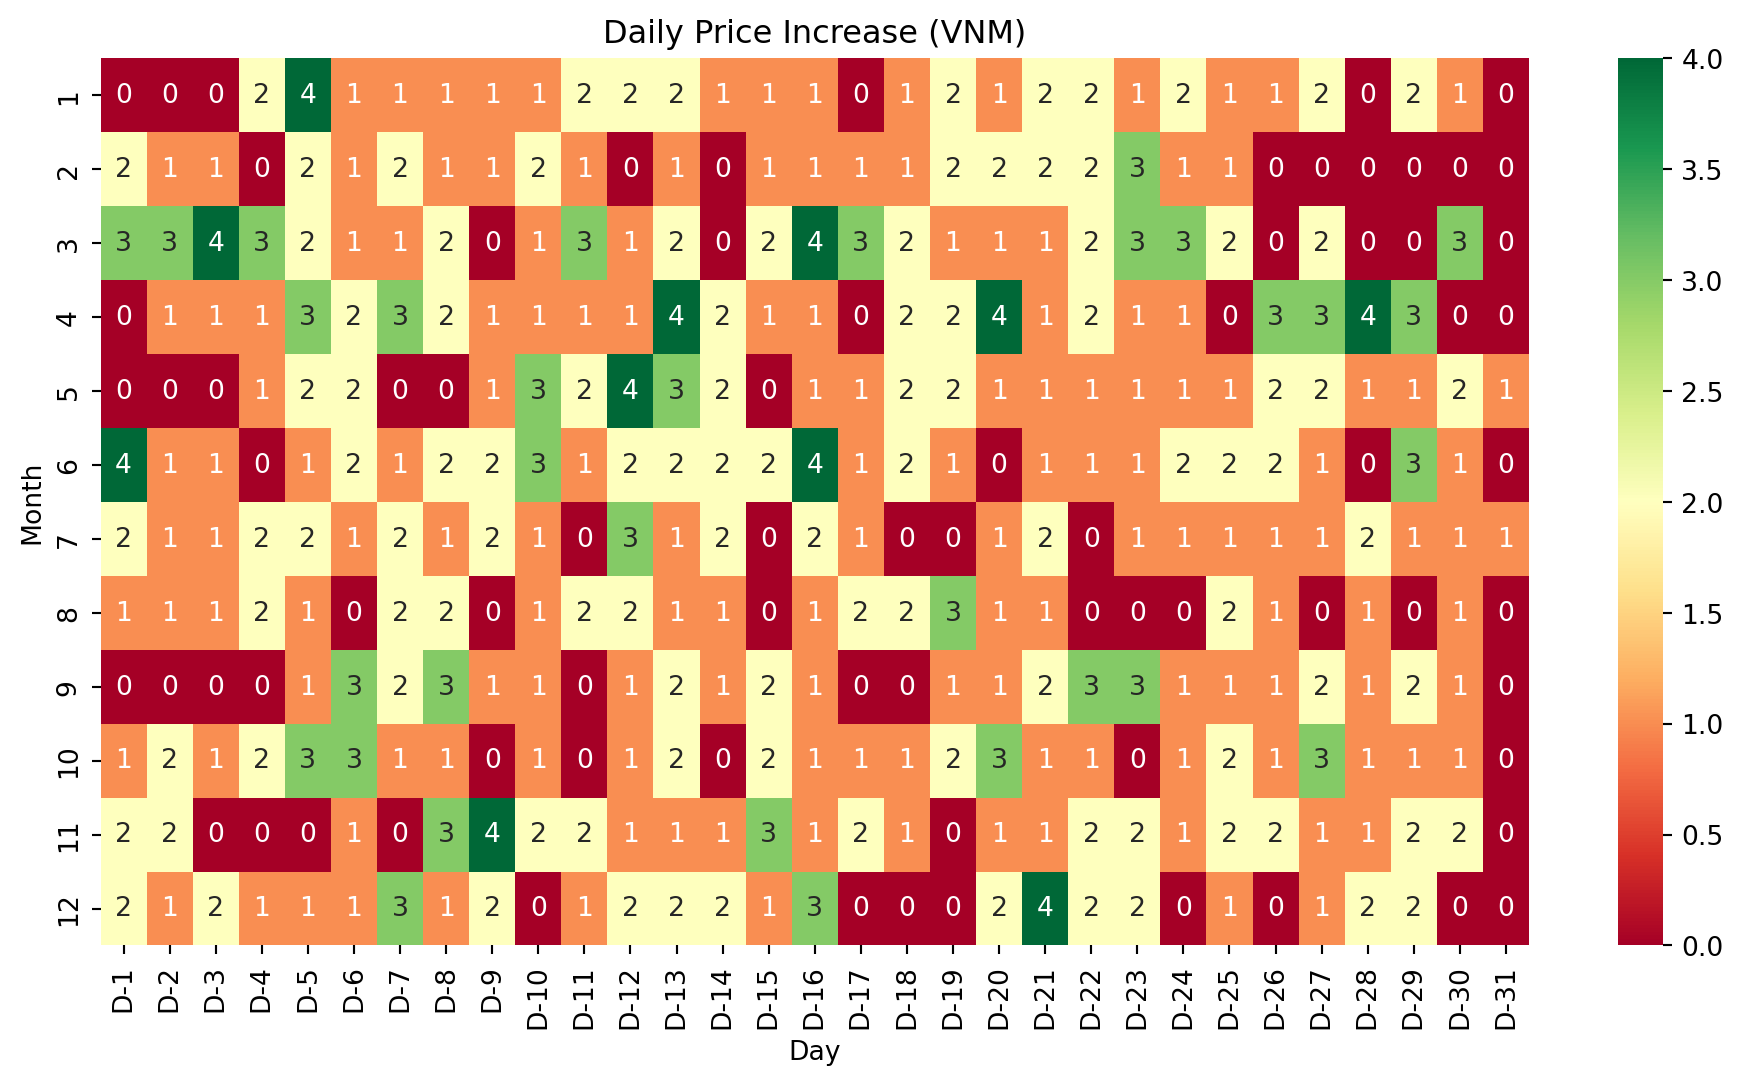 Daily Price Increase (VNM)
1 0 0 0 2 4 1 1 1 1 1 2 2 2 1 1 1 0 1 2 1 2 2 1 2 1 1 2 0 2 1 0
2 2 1 1 0 2 1 2 1 1 2 1 0 1 0 1 1 1 1 2 2 2 2 3 1 1 0 0 0 0 0 0
3 3 3 4 3 2 1 1 2 0 1 3 1 2 0 2 4 3 2 1 1 1 2 3 3 2 0 2 0 0 3 0
4 0 1 1 1 3 2 3 2 1 1 1 1 4 2 1 1 0 2 2 4 1 2 1 1 0 3 3 4 3 0 0
5 0 0 0 1 2 2 0 0 1 3 2 4 3 2 0 1 1 2 2 1 1 1 1 1 1 2 2 1 1 2 1
6 4 1 1 0 1 2 1 2 2 3 1 2 2 2 2 4 1 2 1 0 1 1 1 2 2 2 1 0 3 1 0
7 2 1 1 2 2 1 2 1 2 1 0 3 1 2 0 2 1 0 0 1 2 0 1 1 1 1 1 2 1 1 1
8 1 1 1 2 1 0 2 2 0 1 2 2 1 1 0 1 2 2 3 1 1 0 0 0 2 1 0 1 0 1 0
9 0 0 0 0 1 3 2 3 1 1 0 1 2 1 2 1 0 0 1 1 2 3 3 1 1 1 2 1 2 1 0
10 1 2 1 2 3 3 1 1 0 1 0 1 2 0 2 1 1 1 2 3 1 1 0 1 2 1 3 1 1 1 0
11 2 2 0 0 0 1 0 3 4 2 2 1 1 1 3 1 2 1 0 1 1 2 2 1 2 2 1 1 2 2 0
12 2 1 2 1 1 1 3 1 2 0 1 2 2 2 1 3 0 0 0 2 4 2 2 0 1 0 1 2 2 0 0
Month
D-1 D-2 D-3 D-4 D-5 D-6 D-7 D-8 D-9 D-10 D-11 D-12 D-13 D-14 D-15 D-16 D-17 D-18 D-19 D-20 D-21 D-22 D-23 D-24 D-25 D-26 D-27 D-28 D-29 D-30 D-31
Day
4.0
3.5
3.0
2.5
2.0
1.5
1.0
0.5
0.0